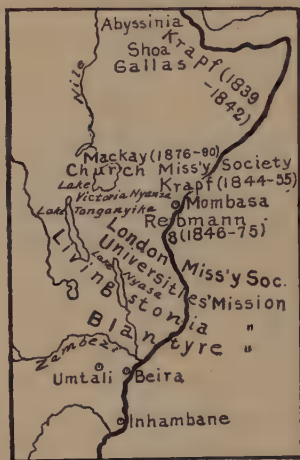 Abyssinia
Shoa
Gallas
Krapf (1839
-1842)
Nile
Mackay (1876-90)
Church Miss'y Society
Krapf (1844-55)
Lake
Victoria Nyanza
Mombasa
Lake Tanganyika
Rebmann
(1846-75)
London Miss'y Soc.
Universities' Mission
Lake Nyasa
Livingstonia "
Blantyre "
Zambezi
Umtali
Beira
Inhambane